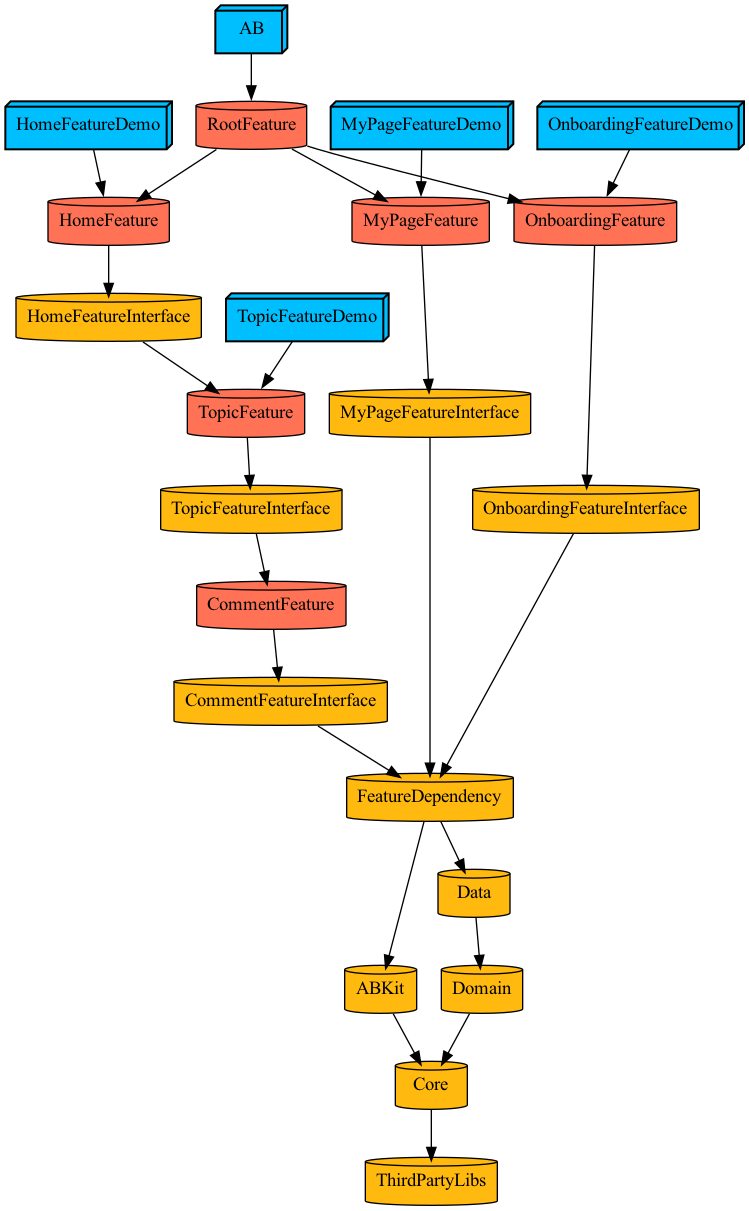 AB
HomeFeatureDemo
RootFeature
MyPageFeatureDemo
OnboardingFeatureDemo
HomeFeature
MyPageFeature
OnboardingFeature
HomeFeatureInterface
TopicFeatureDemo
TopicFeature
MyPageFeatureInterface
TopicFeatureInterface
OnboardingFeatureInterface
CommentFeature
CommentFeatureInterface
FeatureDependency
Data
ABKit
Domain
Core
ThirdPartyLibs